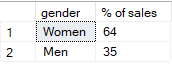 gender % of sales
1 Women 64
2 Men 35